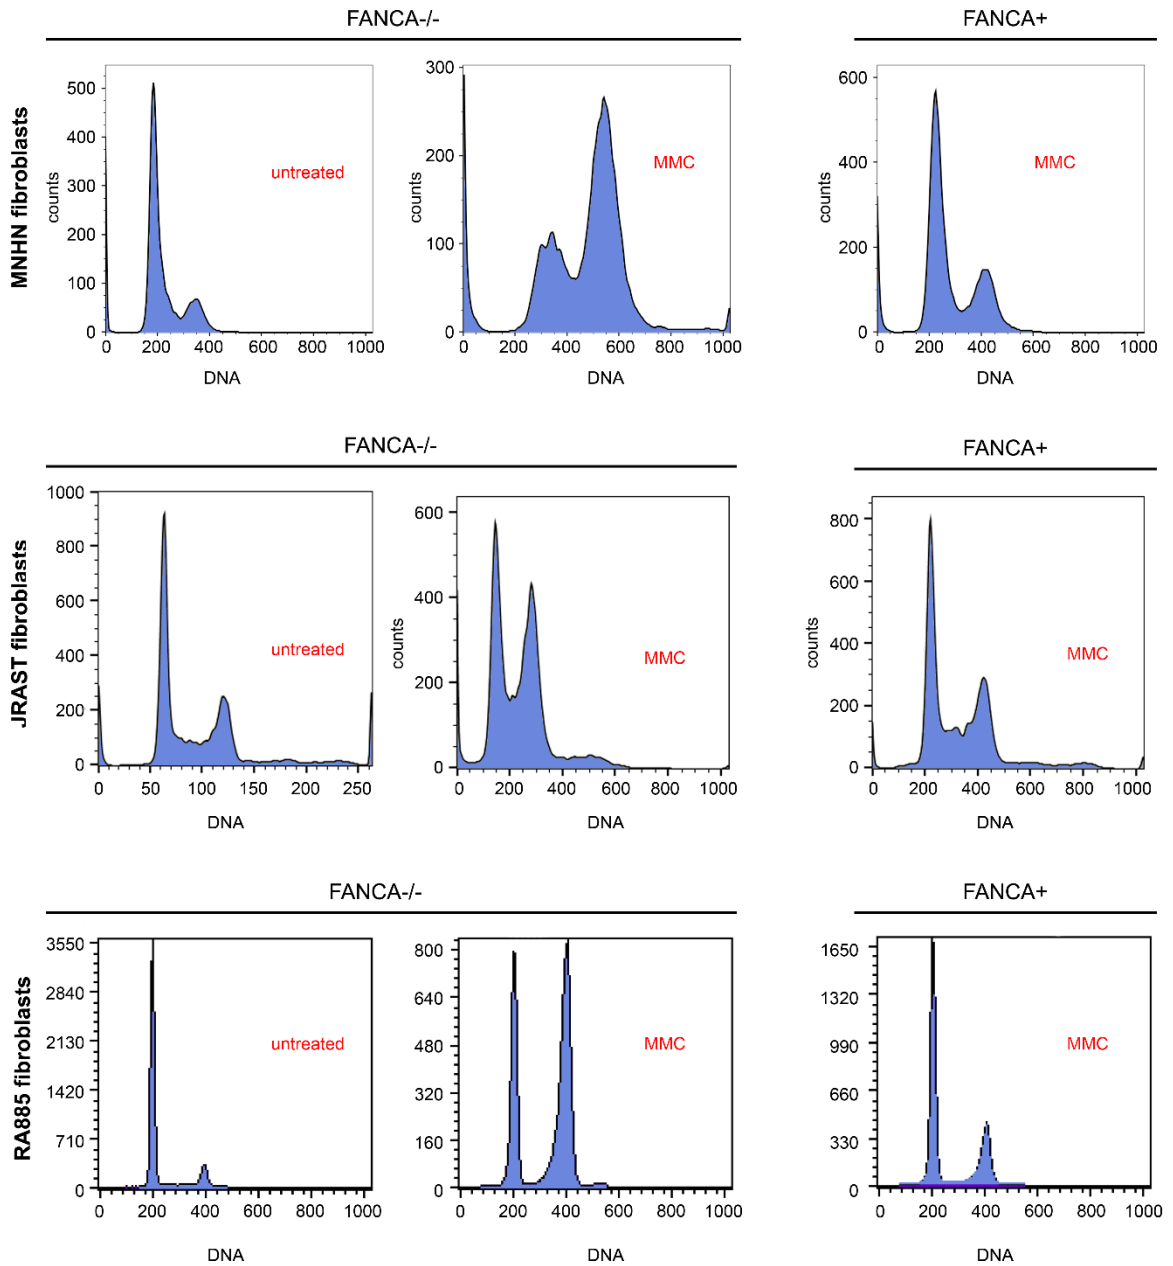 FANCA-/-
FANCA+
MNHN fibroblasts
500
400
300
200
100
0
counts
untreated
0 200 400 600 800 1000
DNA
300
200
100
0
counts
MMC
0 200 400 600 800 1000
DNA
600
400
200
0
counts
MMC
0 200 400 600 800 1000
DNA
FANCA-/-
FANCA+
JRAST fibroblasts
1000
800
600
400
200
0
untreated
0 50 100 150 200 250
DNA
600
400
200
0
counts
MMC
0 200 400 600 800 1000
DNA
800
600
400
200
0
counts
MMC
0 200 400 600 800 1000
DNA
FANCA-/-
FANCA+
RA885 fibroblasts
3550
2840
2130
1420
710
0
untreated
0 200 400 600 800 1000
DNA
800
640
480
320
160
0
MMC
0 200 400 600 800 1000
DNA
1650
1320
990
660
330
0
MMC
0 200 400 600 800 1000
DNA